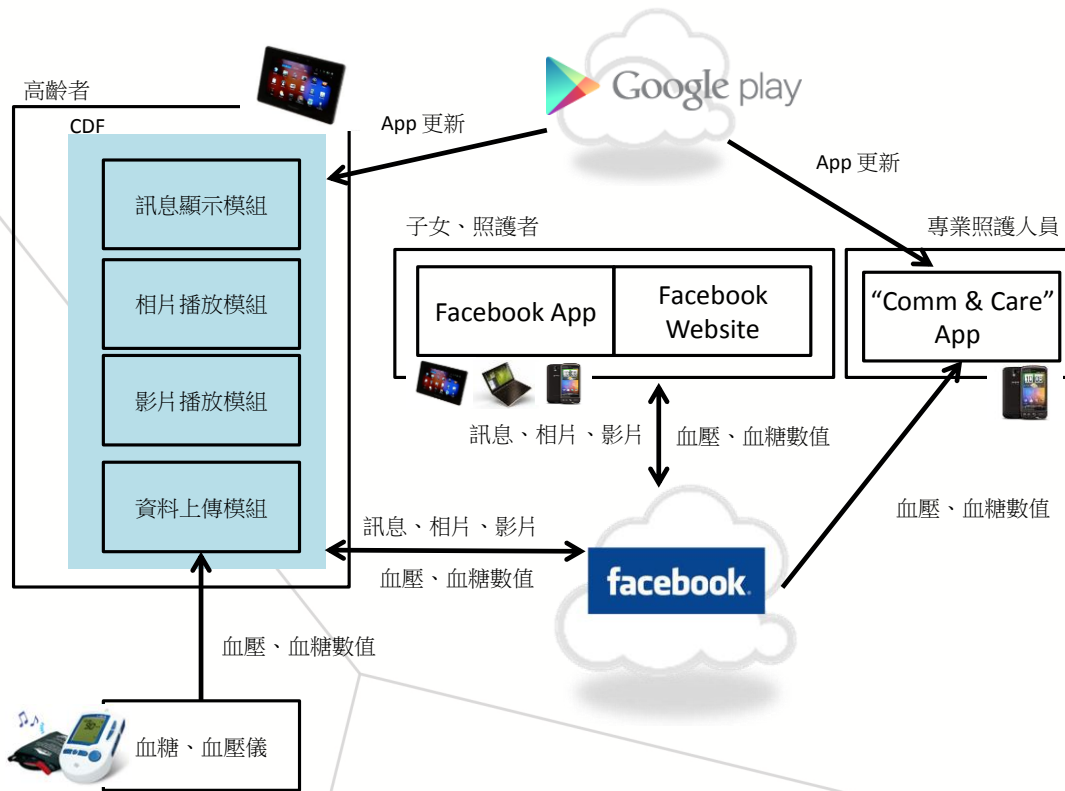 Google play
高齡者
CDF
App 更新
App 更新
訊息顯示模組
子女、照護者
專業照護人員
相片播放模組
Facebook App
Facebook
Website
“Comm & Care”
App
影片播放模組
訊息、相片、影片
血壓、血糖數值
資料上傳模組
訊息、相片、影片
血壓、血糖數值
血壓、血糖數值
facebook.
血壓、血糖數值
血糖、血壓儀